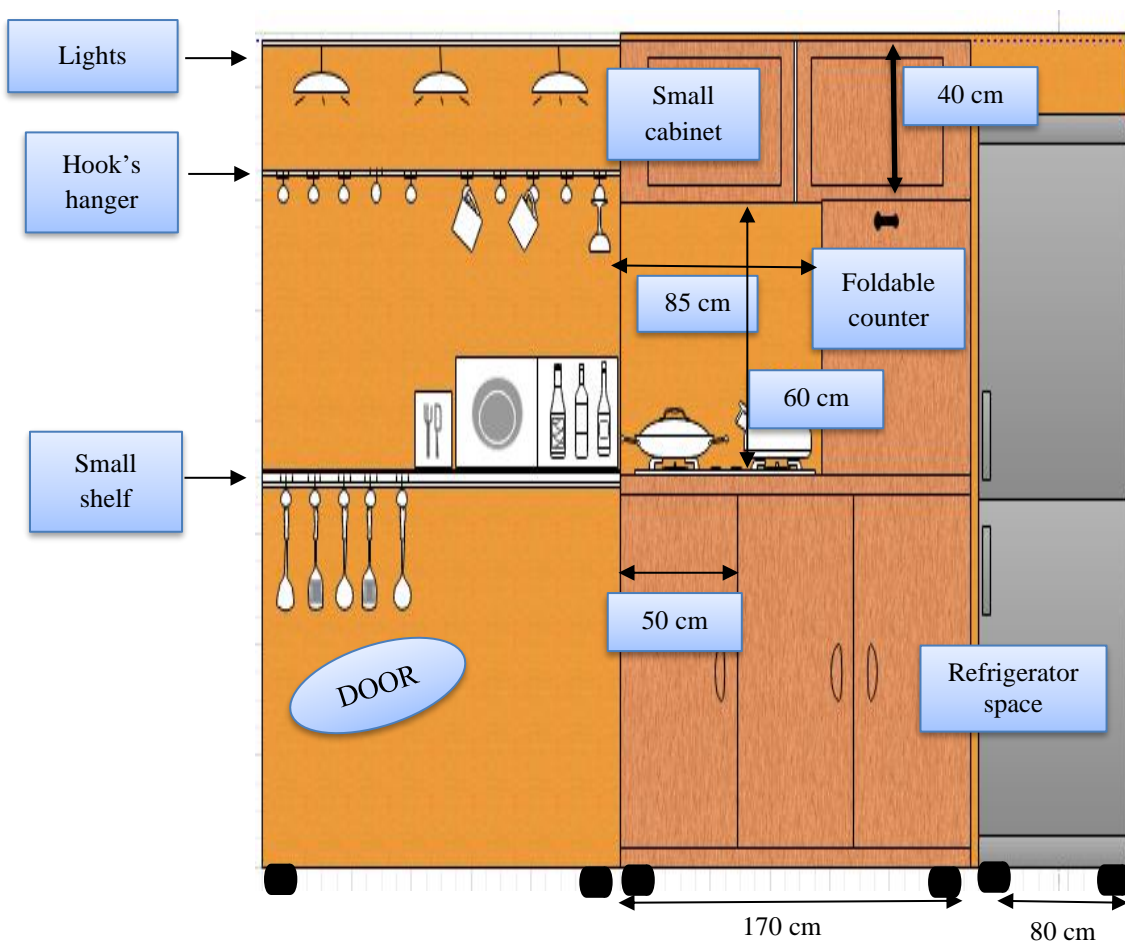 Lights
Small
cabinet
40 cm
Hook's
hanger
85 cm
Foldable
counter
60 cm
Small
shelf
50 cm
DOOR
Refrigerator
space
170 cm
80 cm